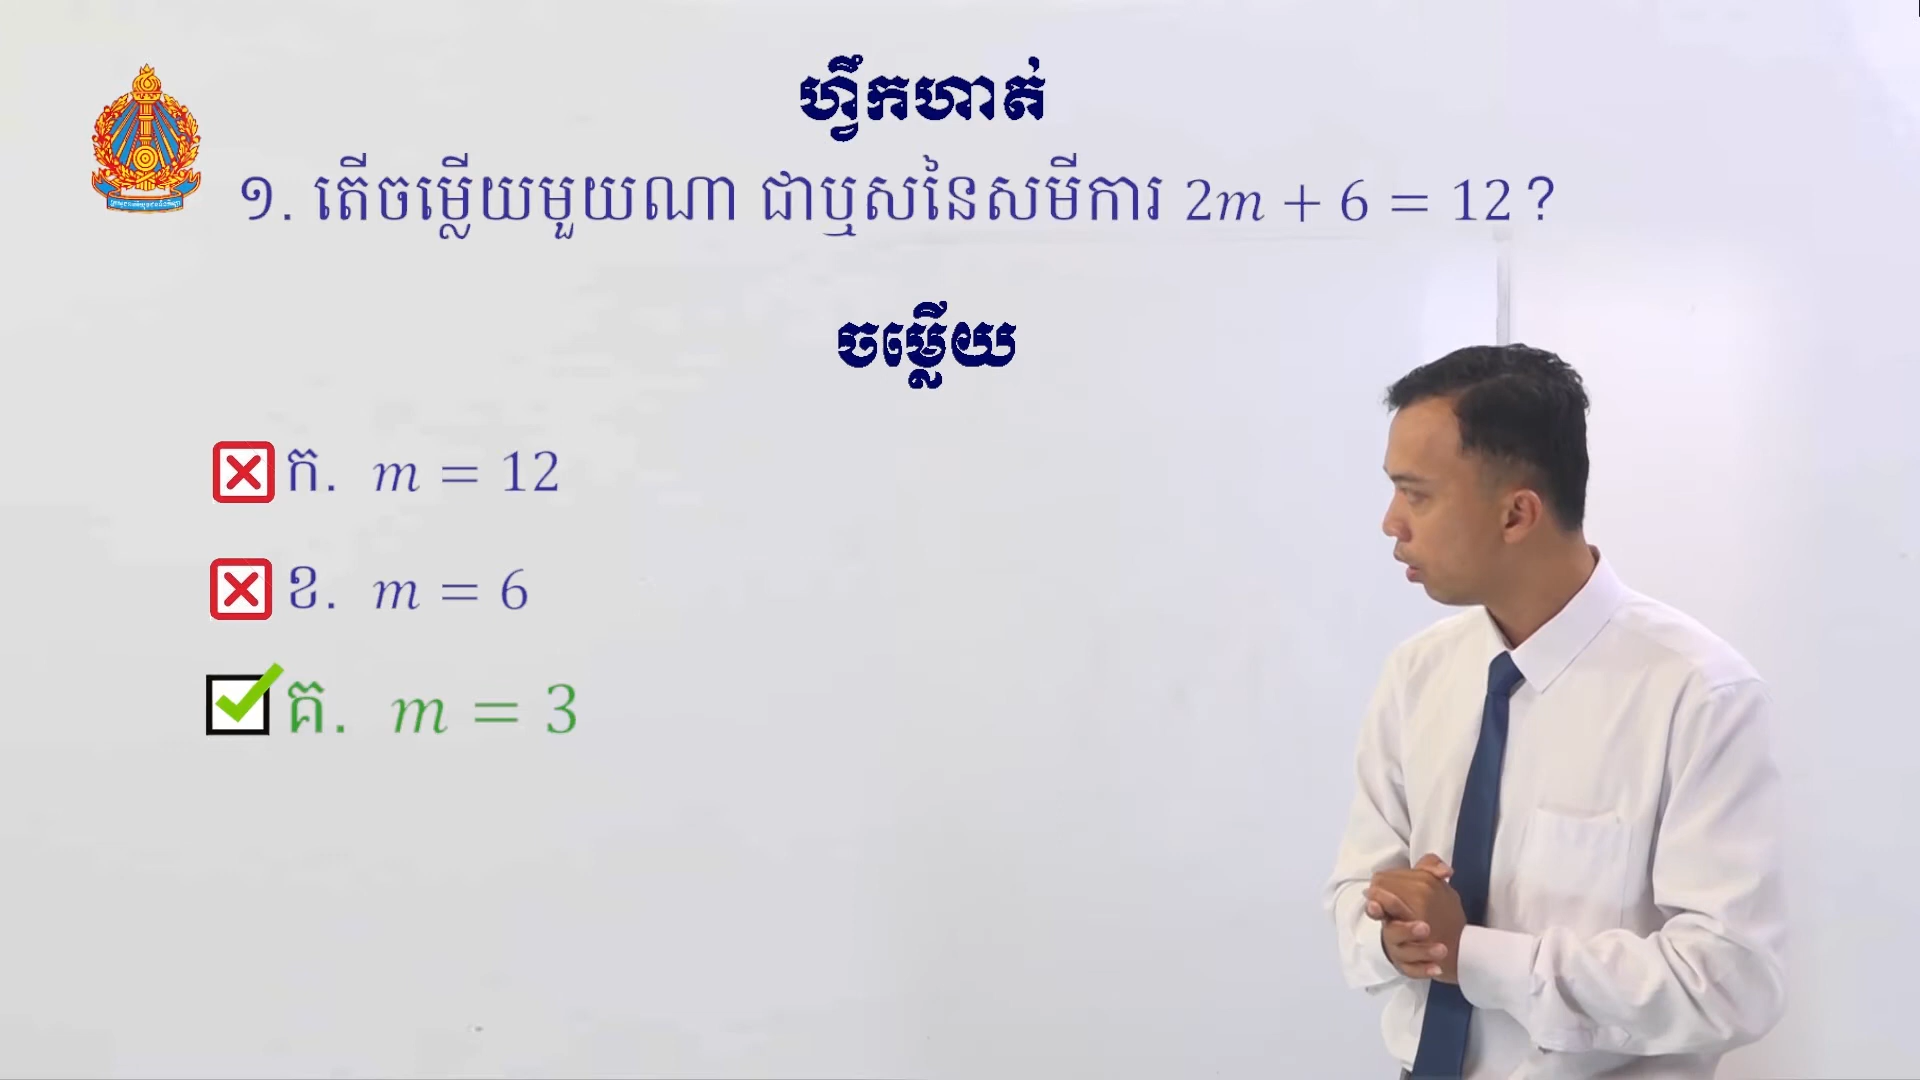 ហ្វឹកហាត់
១. តើចម្លើយមួយណា ជាឬសនៃសមីការ 2m + 6 = 12 ?
ចម្លើយ
ក. m = 12
ខ. m = 6
គ. m = 3